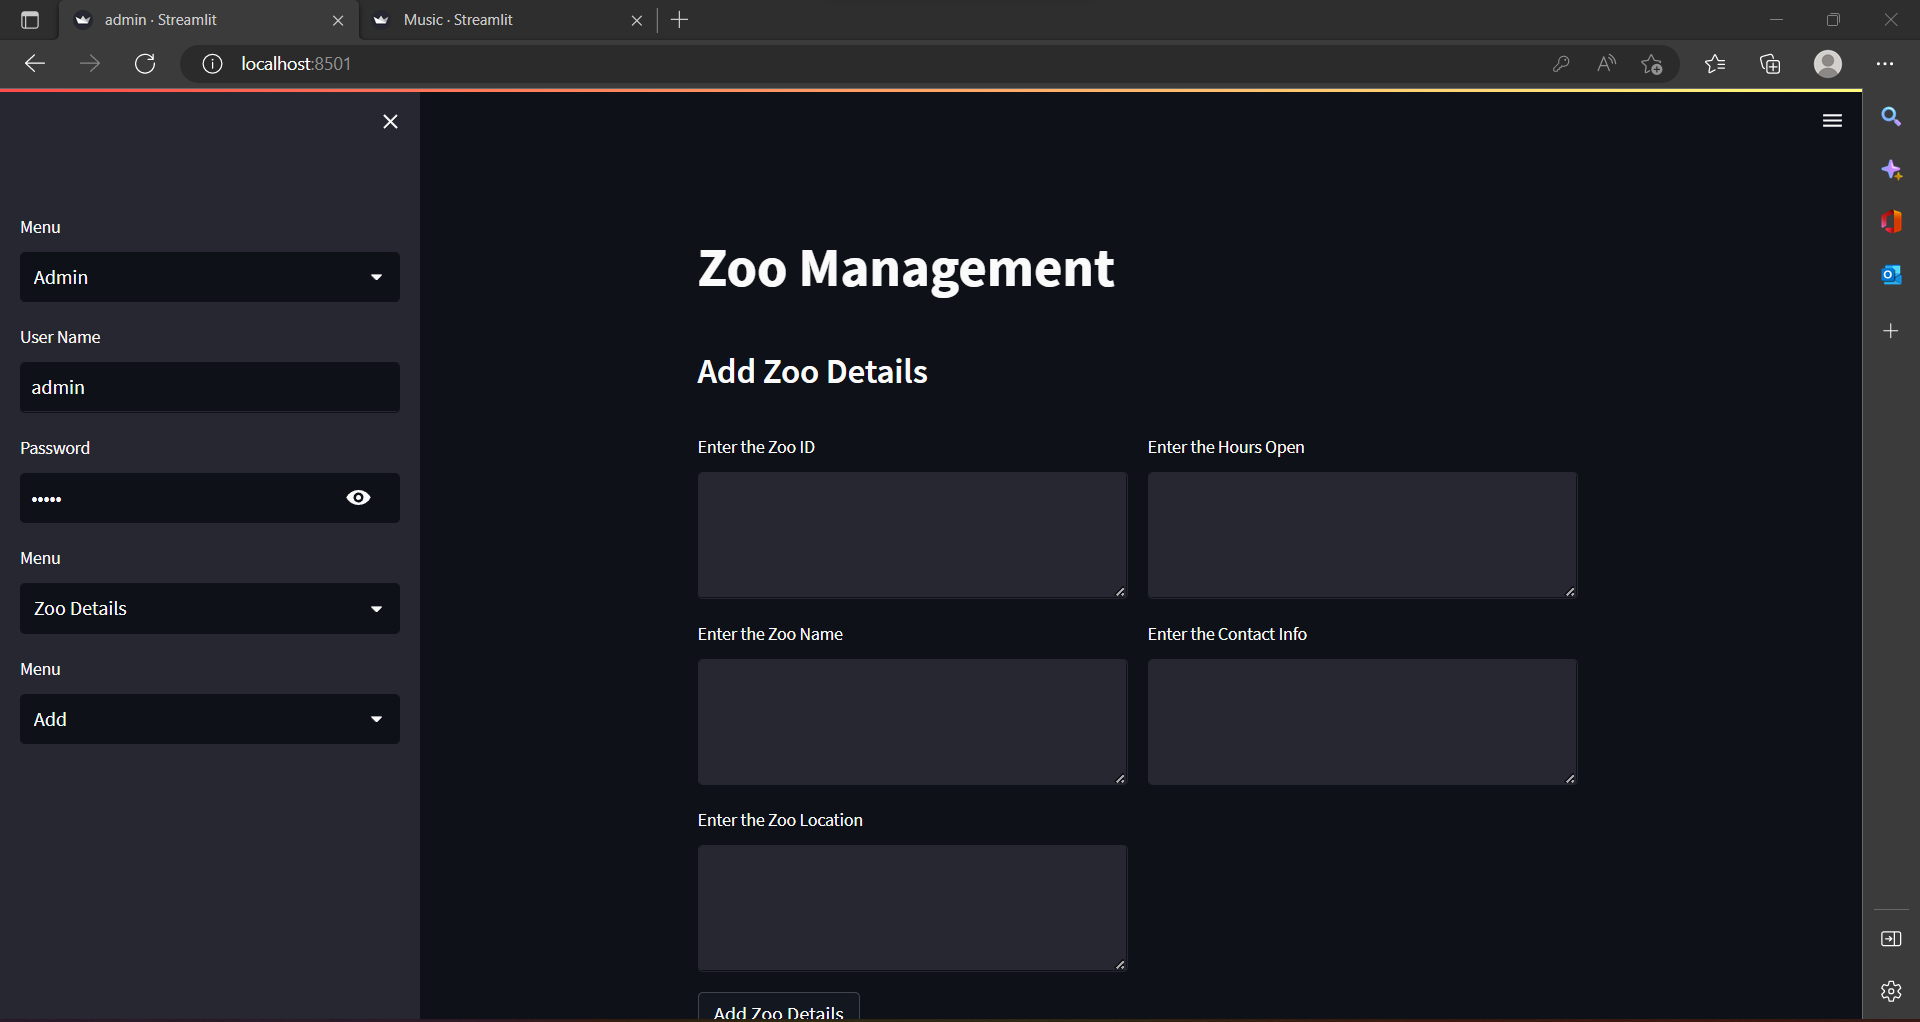 admin · Streamlit
Music · Streamlit
localhost:8501
Menu
Admin
User Name
admin
Password
•••••
Menu
Zoo Details
Menu
Add
Zoo Management
Add Zoo Details
Enter the Zoo ID
Enter the Hours Open
Enter the Zoo Name
Enter the Contact Info
Enter the Zoo Location
Add Zoo Details